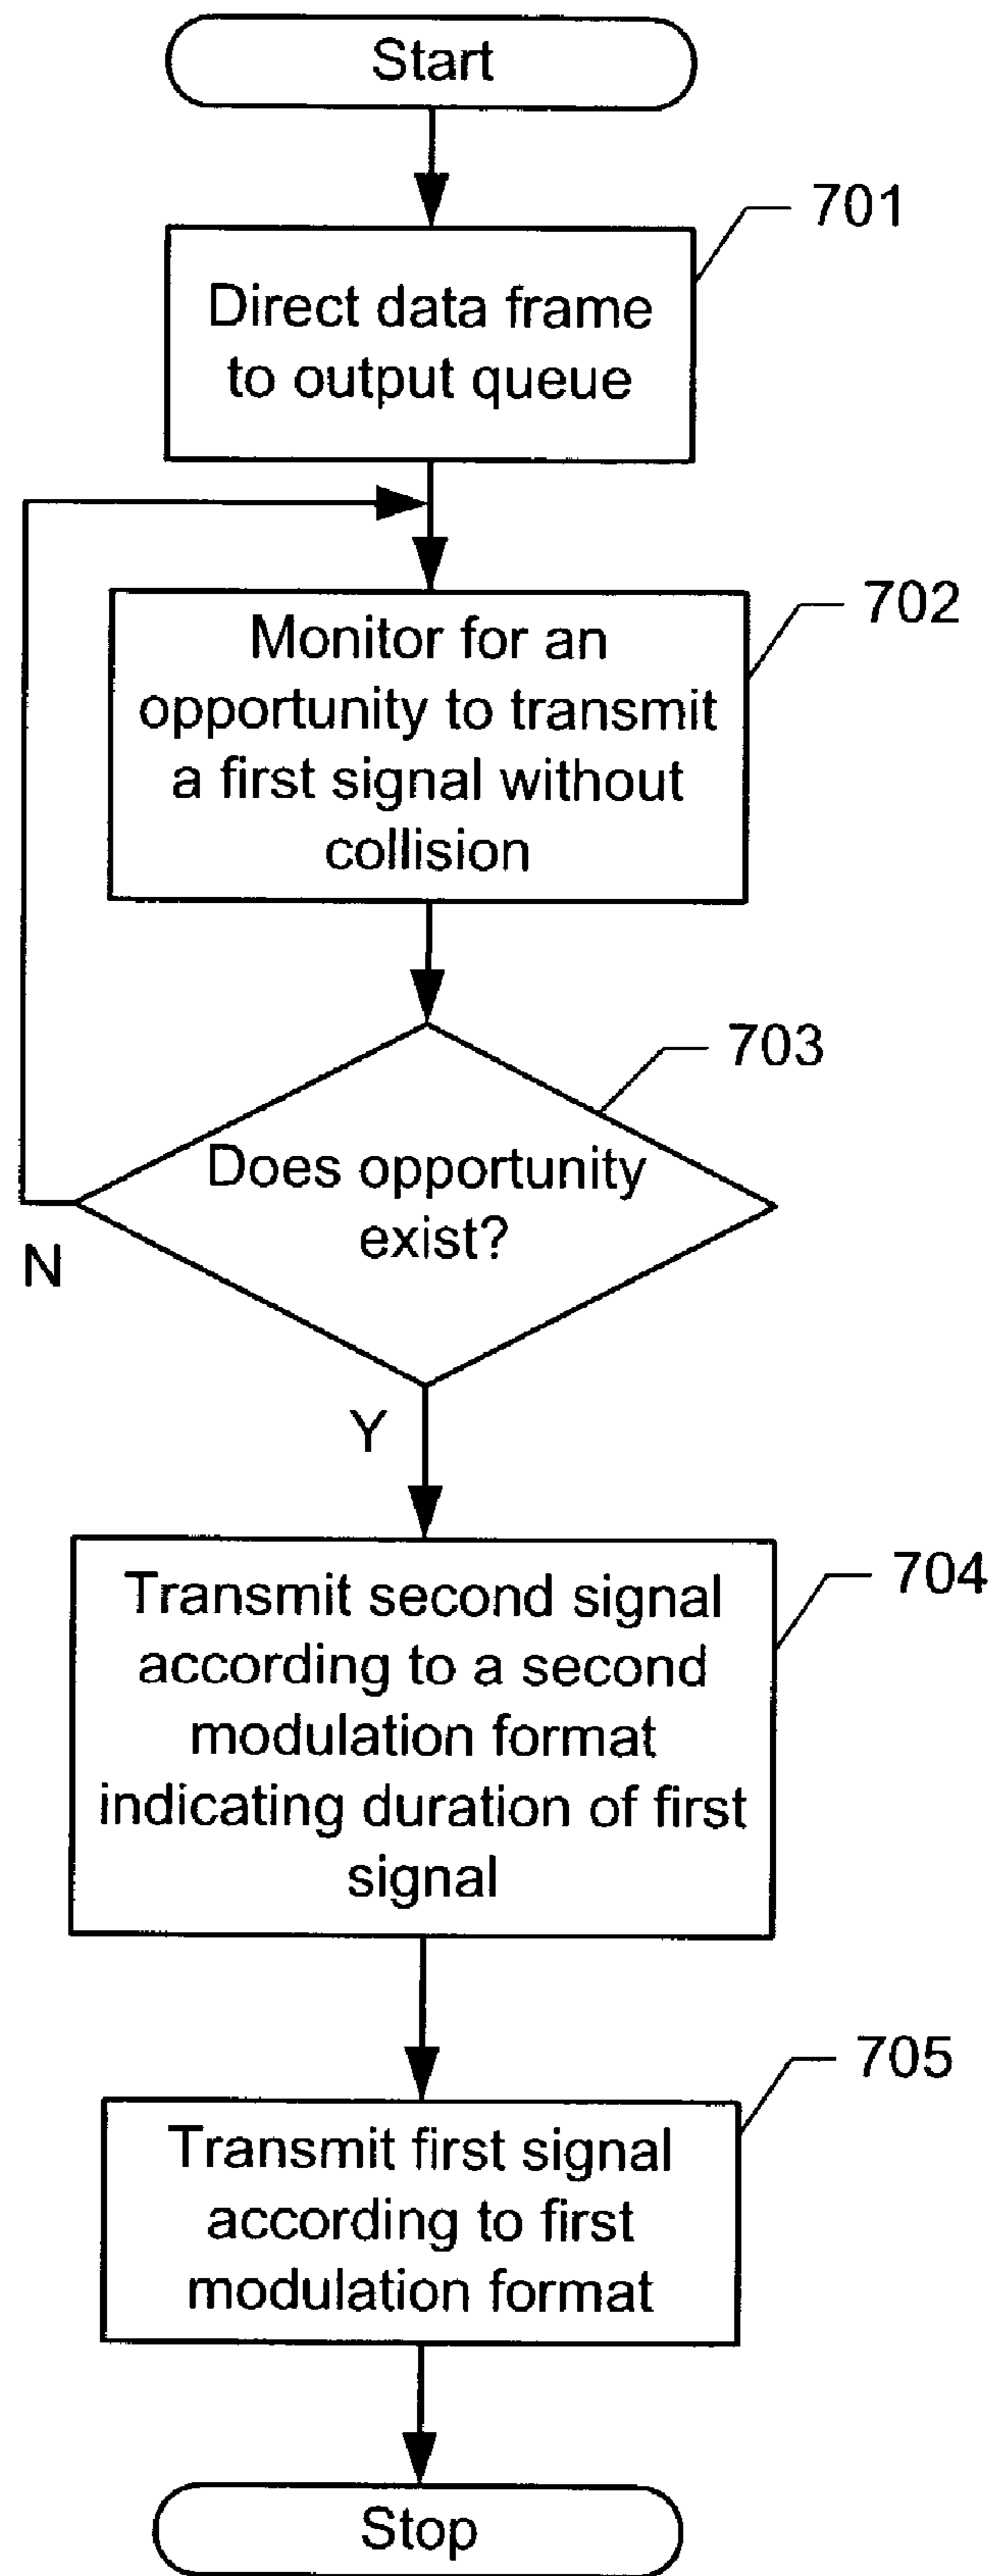 Start
701
Direct data frame
to output queue
702
Monitor for an
opportunity to transmit
a first signal without
collision
703
Does opportunity
exist?
N
Y
704
Transmit second signal
according to a second
modulation format
indicating duration of first
signal
705
Transmit first signal
according to first
modulation format
Stop